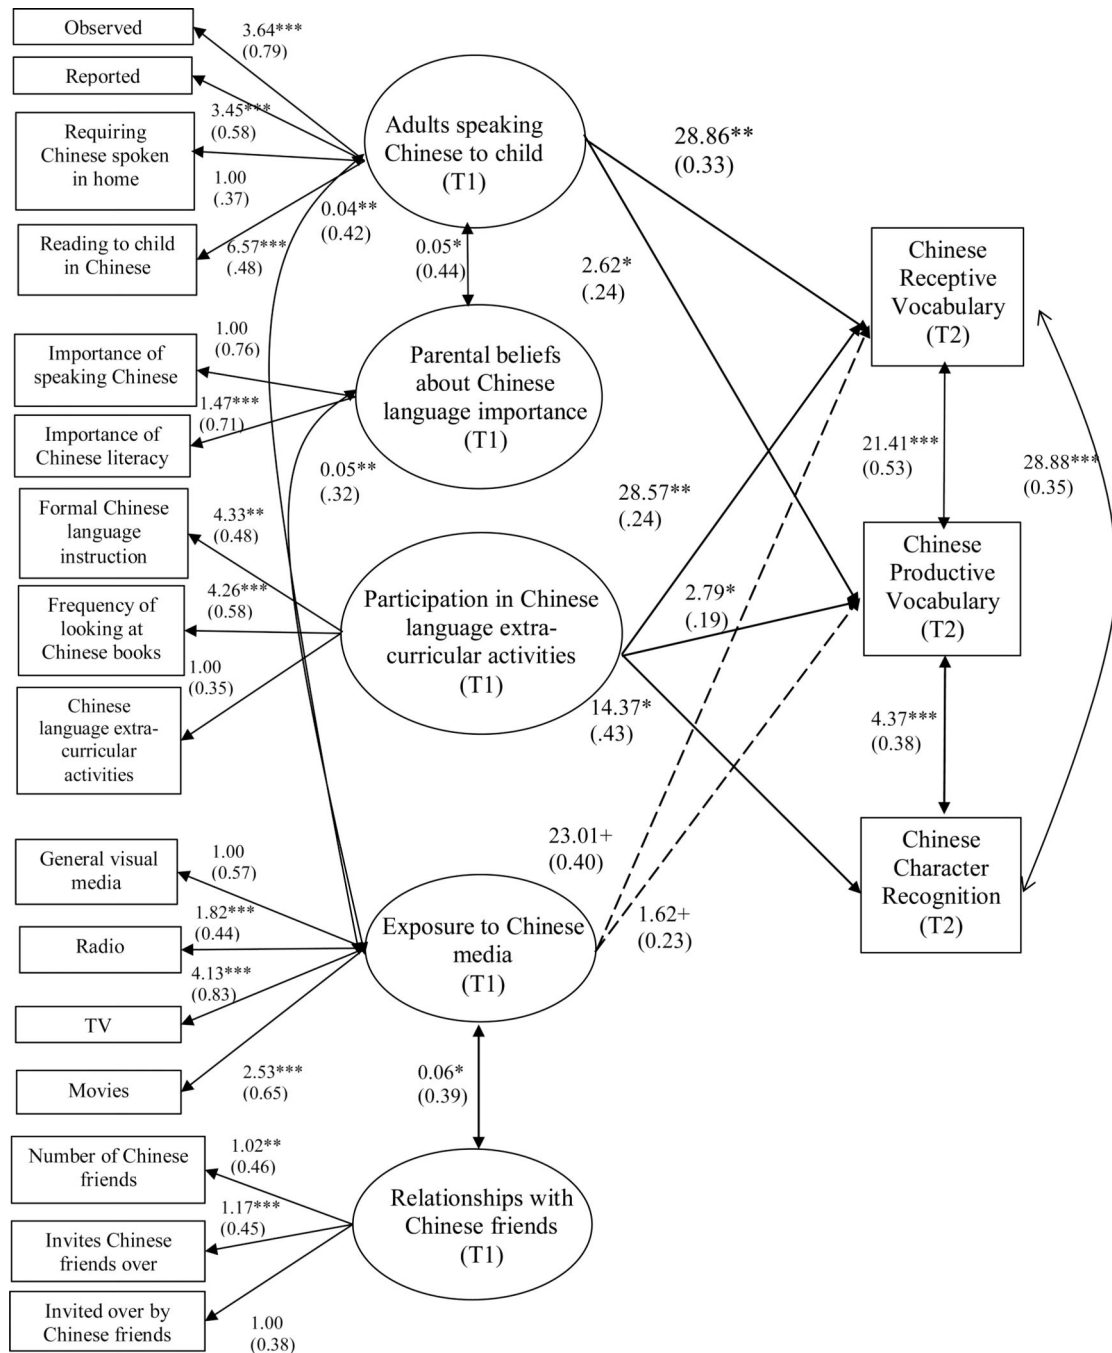 Observed
3.64***
(0.79)
Reported
3.45***
(0.58)
Requiring
Chinese spoken
in home
1.00
(.37)
Reading to child
in Chinese
6.57***
(.48)
Adults speaking
Chinese to child
(T1)
0.04**
(0.42)
0.05*
(0.44)
28.86**
(0.33)
2.62*
(.24)
Importance of
speaking Chinese
1.00
(0.76)
Importance of
Chinese literacy
1.47***
(0.71)
Parental beliefs
about Chinese
language importance
(T1)
0.05**
(.32)
Formal Chinese
language
instruction
4.33**
(0.48)
Frequency of
looking at
Chinese books
4.26***
(0.58)
Chinese
language extra-
curricular
activities
1.00
(0.35)
Participation in Chinese
language extra-
curricular activities
(T1)
28.57**
(.24)
2.79*
(.19)
14.37*
(.43)
General visual
media
1.00
(0.57)
Radio
1.82***
(0.44)
TV
4.13***
(0.83)
Movies
2.53***
(0.65)
Exposure to Chinese
media
(T1)
23.01+
(0.40)
1.62+
(0.23)
0.06*
(0.39)
Number of Chinese
friends
1.02**
(0.46)
Invites Chinese
friends over
1.17***
(0.45)
Invited over by
Chinese friends
1.00
(0.38)
Relationships with
Chinese friends
(T1)
Chinese
Receptive
Vocabulary
(T2)
21.41***
(0.53)
28.88***
(0.35)
Chinese
Productive
Vocabulary
(T2)
4.37***
(0.38)
Chinese
Character
Recognition
(T2)